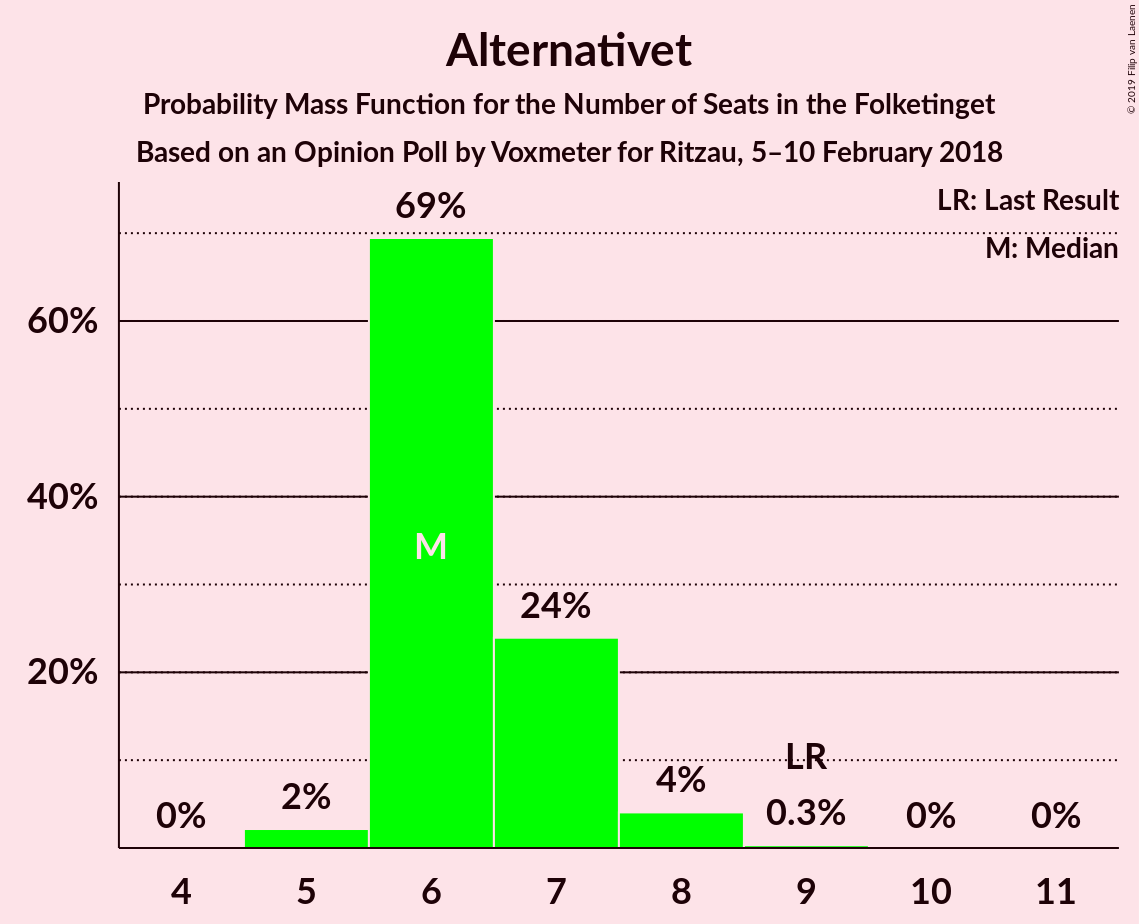 Alternativet
Probability Mass Function for the Number of Seats in the Folketinget
Based on an Opinion Poll by Voxmeter for Ritzau, 5–10 February 2018
© 2019 Filip van Laenen
LR: Last Result
M: Median
60%
40%
20%
0%
2%
69%
M
24%
4%
LR
0.3%
0%
0%
4 5 6 7 8 9 10 11